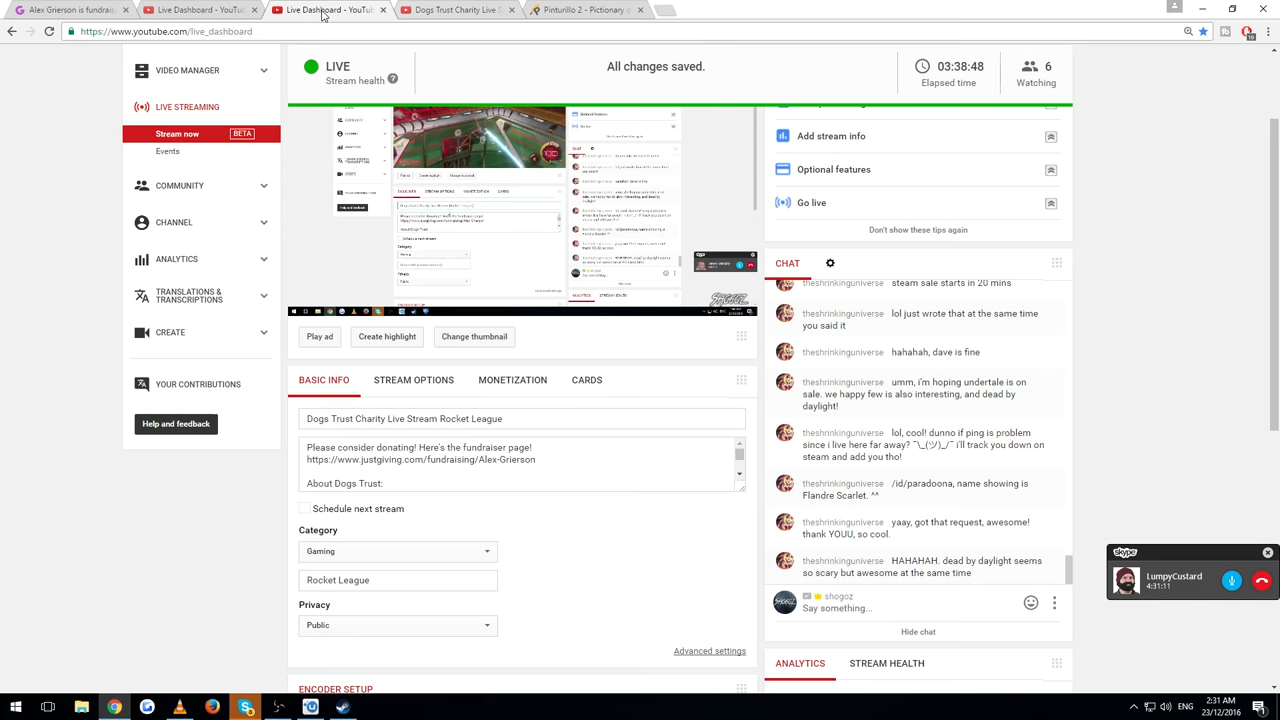 Alex Grierson is fundrais
Live Dashboard - YouTu
Live Dashboard - YouTu
Dogs Trust Charity Live S
Pinturillo 2 - Pictionary
https://www.youtube.com/live_dashboard
VIDEO MANAGER
LIVE STREAMING
Stream now BETA
Events
COMMUNITY
CHANNEL
ANALYTICS
TRANSLATIONS &
TRANSCRIPTIONS
CREATE
YOUR CONTRIBUTIONS
Help and feedback
LIVE
Stream health
All changes saved.
03:38:48
Elapsed time
6
Watching
SHOGOZ
Play ad
Create highlight
Change thumbnail
BASIC INFO STREAM OPTIONS MONETIZATION CARDS
Dogs Trust Charity Live Stream Rocket League
Please consider donating! Here's the fundraiser page!
https://www.justgiving.com/fundraising/Alex-Grierson
About Dogs Trust:
Schedule next stream
Category
Gaming
Rocket League
Privacy
Public
Advanced settings
ENCODER SETUP
Add stream info
Optional features
Go live
Don't show these tips again
CHAT
steam sale starts in 20 mins
theshrinkinguniverse lol just wrote that at the same time
you said it
theshrinkinguniverse hahahah, dave is fine
theshrinkinguniverse umm, i'm hoping undertale is on
sale. we happy few is also interesting, and dead by
daylight!
theshrinkinguniverse lol, cool! dunno if ping is problem
since i live here far away? ¯\_(ツ)_/¯ i'll track you down on
steam and add you tho!
theshrinkinguniverse /id/paradoona, name showing is
Flandre Scarlet. ^^
theshrinkinguniverse yaay, got that request, awesome!
thank YOUU, so cool.
theshrinkinguniverse HAHAHAH. dead by daylight seems
so scary but awesome at the same time
shogoz
Say something...
Hide chat
ANALYTICS STREAM HEALTH
skype
LumpyCustard
4:31:11
ENG
2:31 AM
23/12/2016